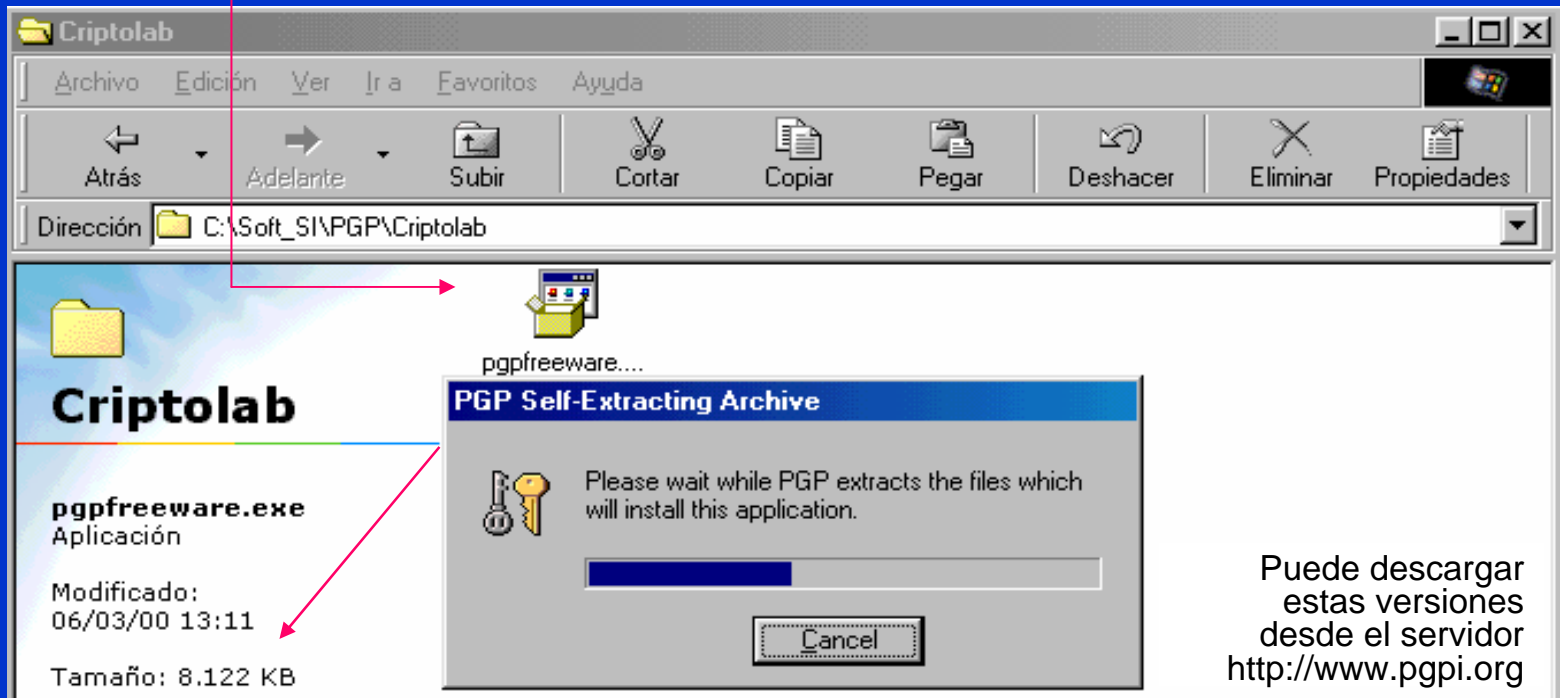 Criptolab
Archivo Edición Ver Ir a Favoritos Ayuda
Atrás Adelante Subir Cortar Copiar Pegar Deshacer Eliminar Propiedades
Dirección C:\Soft_SI\PGP\Criptolab
pgpfreeware....
Criptolab
pgpfreeware.exe
Aplicación
Modificado:
06/03/00 13:11
Tamaño: 8.122 KB
PGP Self-Extracting Archive
Please wait while PGP extracts the files which
will install this application.
Cancel
Puede descargar
estas versiones
desde el servidor
http://www.pgpi.org